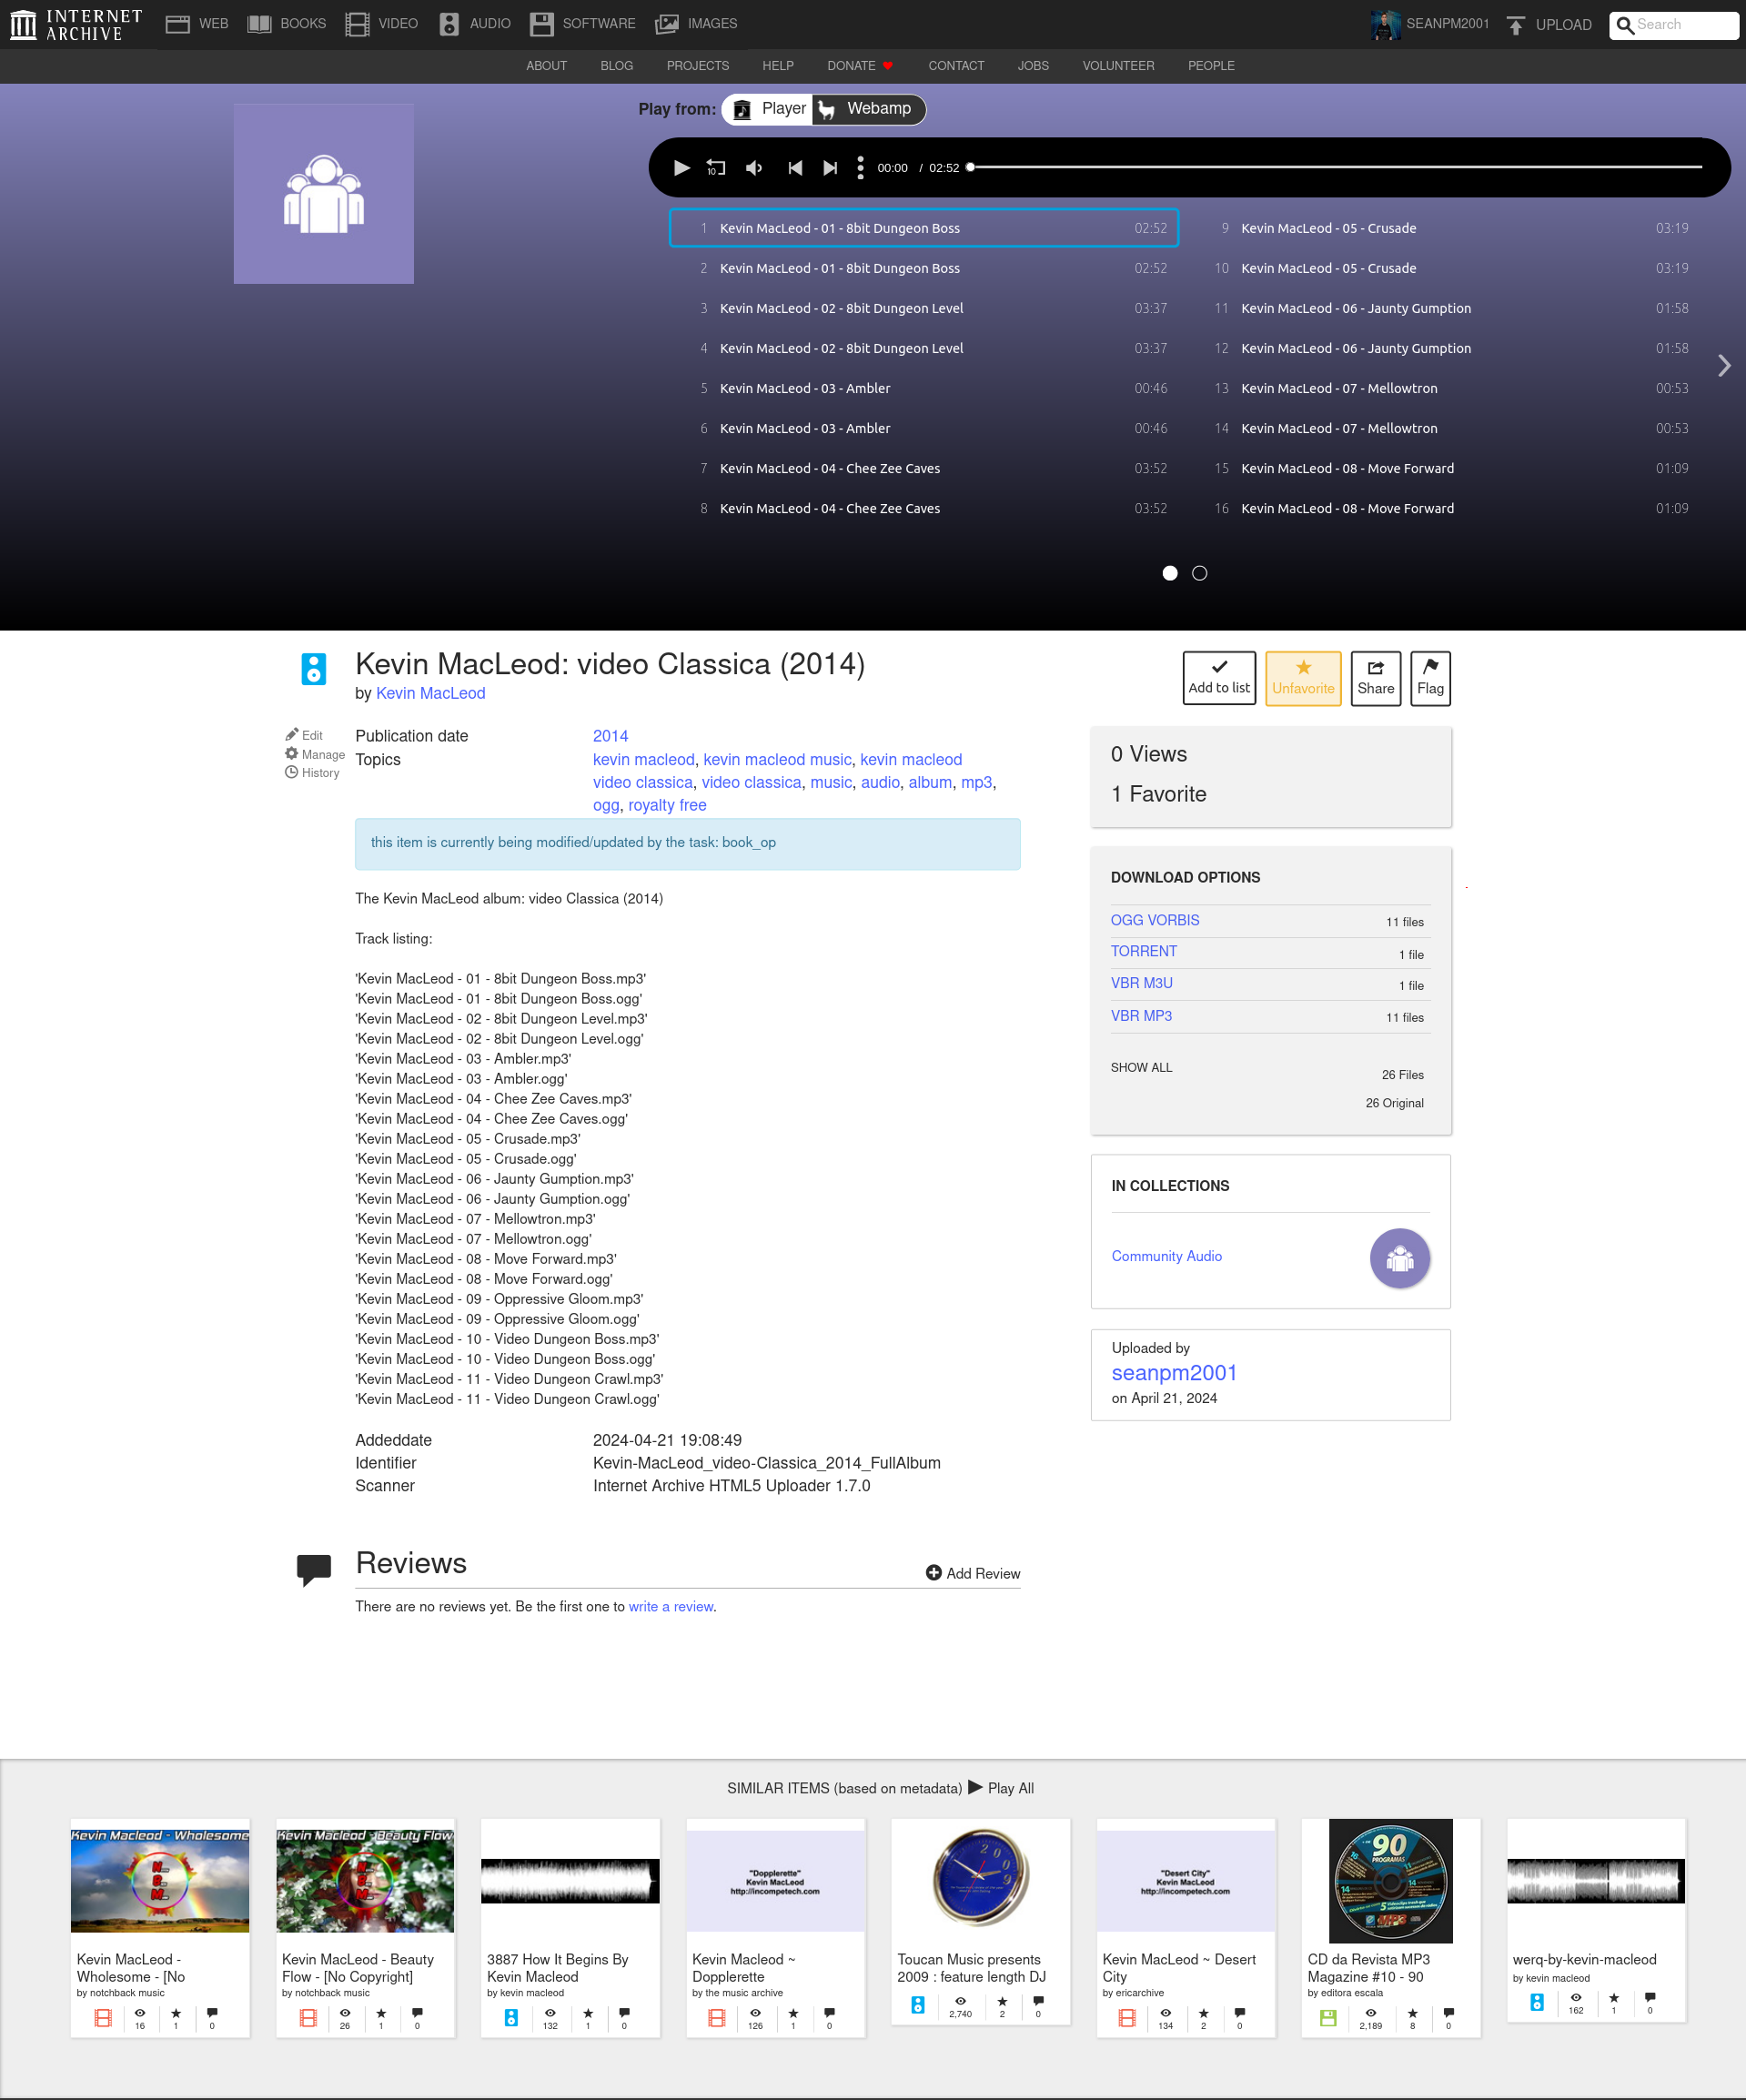 INTERNET ARCHIVE
WEB BOOKS VIDEO AUDIO SOFTWARE IMAGES SEANPM2001 UPLOAD Search
ABOUT BLOG PROJECTS HELP DONATE CONTACT JOBS VOLUNTEER PEOPLE
Play from: Player Webamp
10 00:00 / 02:52
1 Kevin MacLeod - 01 - 8bit Dungeon Boss 02:52
2 Kevin MacLeod - 01 - 8bit Dungeon Boss 02:52
3 Kevin MacLeod - 02 - 8bit Dungeon Level 03:37
4 Kevin MacLeod - 02 - 8bit Dungeon Level 03:37
5 Kevin MacLeod - 03 - Ambler 00:46
6 Kevin MacLeod - 03 - Ambler 00:46
7 Kevin MacLeod - 04 - Chee Zee Caves 03:52
8 Kevin MacLeod - 04 - Chee Zee Caves 03:52
9 Kevin MacLeod - 05 - Crusade 03:19
10 Kevin MacLeod - 05 - Crusade 03:19
11 Kevin MacLeod - 06 - Jaunty Gumption 01:58
12 Kevin MacLeod - 06 - Jaunty Gumption 01:58
13 Kevin MacLeod - 07 - Mellowtron 00:53
14 Kevin MacLeod - 07 - Mellowtron 00:53
15 Kevin MacLeod - 08 - Move Forward 01:09
16 Kevin MacLeod - 08 - Move Forward 01:09
Kevin MacLeod: video Classica (2014)
by Kevin MacLeod
Add to list Unfavorite Share Flag
Edit
Manage
History
Publication date 2014
Topics kevin macleod, kevin macleod music, kevin macleod
video classica, video classica, music, audio, album, mp3,
ogg, royalty free
this item is currently being modified/updated by the task: book_op
The Kevin MacLeod album: video Classica (2014)
Track listing:
'Kevin MacLeod - 01 - 8bit Dungeon Boss.mp3'
'Kevin MacLeod - 01 - 8bit Dungeon Boss.ogg'
'Kevin MacLeod - 02 - 8bit Dungeon Level.mp3'
'Kevin MacLeod - 02 - 8bit Dungeon Level.ogg'
'Kevin MacLeod - 03 - Ambler.mp3'
'Kevin MacLeod - 03 - Ambler.ogg'
'Kevin MacLeod - 04 - Chee Zee Caves.mp3'
'Kevin MacLeod - 04 - Chee Zee Caves.ogg'
'Kevin MacLeod - 05 - Crusade.mp3'
'Kevin MacLeod - 05 - Crusade.ogg'
'Kevin MacLeod - 06 - Jaunty Gumption.mp3'
'Kevin MacLeod - 06 - Jaunty Gumption.ogg'
'Kevin MacLeod - 07 - Mellowtron.mp3'
'Kevin MacLeod - 07 - Mellowtron.ogg'
'Kevin MacLeod - 08 - Move Forward.mp3'
'Kevin MacLeod - 08 - Move Forward.ogg'
'Kevin MacLeod - 09 - Oppressive Gloom.mp3'
'Kevin MacLeod - 09 - Oppressive Gloom.ogg'
'Kevin MacLeod - 10 - Video Dungeon Boss.mp3'
'Kevin MacLeod - 10 - Video Dungeon Boss.ogg'
'Kevin MacLeod - 11 - Video Dungeon Crawl.mp3'
'Kevin MacLeod - 11 - Video Dungeon Crawl.ogg'
Addeddate 2024-04-21 19:08:49
Identifier Kevin-MacLeod_video-Classica_2014_FullAlbum
Scanner Internet Archive HTML5 Uploader 1.7.0
0 Views
1 Favorite
DOWNLOAD OPTIONS
OGG VORBIS 11 files
TORRENT 1 file
VBR M3U 1 file
VBR MP3 11 files
SHOW ALL 26 Files
26 Original
IN COLLECTIONS
Community Audio
Uploaded by
seanpm2001
on April 21, 2024
Reviews
Add Review
There are no reviews yet. Be the first one to write a review.
SIMILAR ITEMS (based on metadata) Play All
Kevin Macleod - Wholesome
Kevin MacLeod -
Wholesome - [No
by notchback music
16 1 0
Kevin Macleod - Beauty Flow
Kevin MacLeod - Beauty
Flow - [No Copyright]
by notchback music
26 1 0
3887 How It Begins By
Kevin Macleod
by kevin macleod
132 1 0
"Dopplerette"
Kevin MacLeod
http://incompetech.com
Kevin Macleod ~
Dopplerette
by the music archive
126 1 0
2009
Toucan Music presents
2009 : feature length DJ
2,740 2 0
"Desert City"
Kevin MacLeod
http://incompetech.com
Kevin MacLeod ~ Desert
City
by ericarchive
134 2 0
90
PROGRAMAS
MP3
CD da Revista MP3
Magazine #10 - 90
by editora escala
2,189 8 0
werq-by-kevin-macleod
by kevin macleod
162 1 0